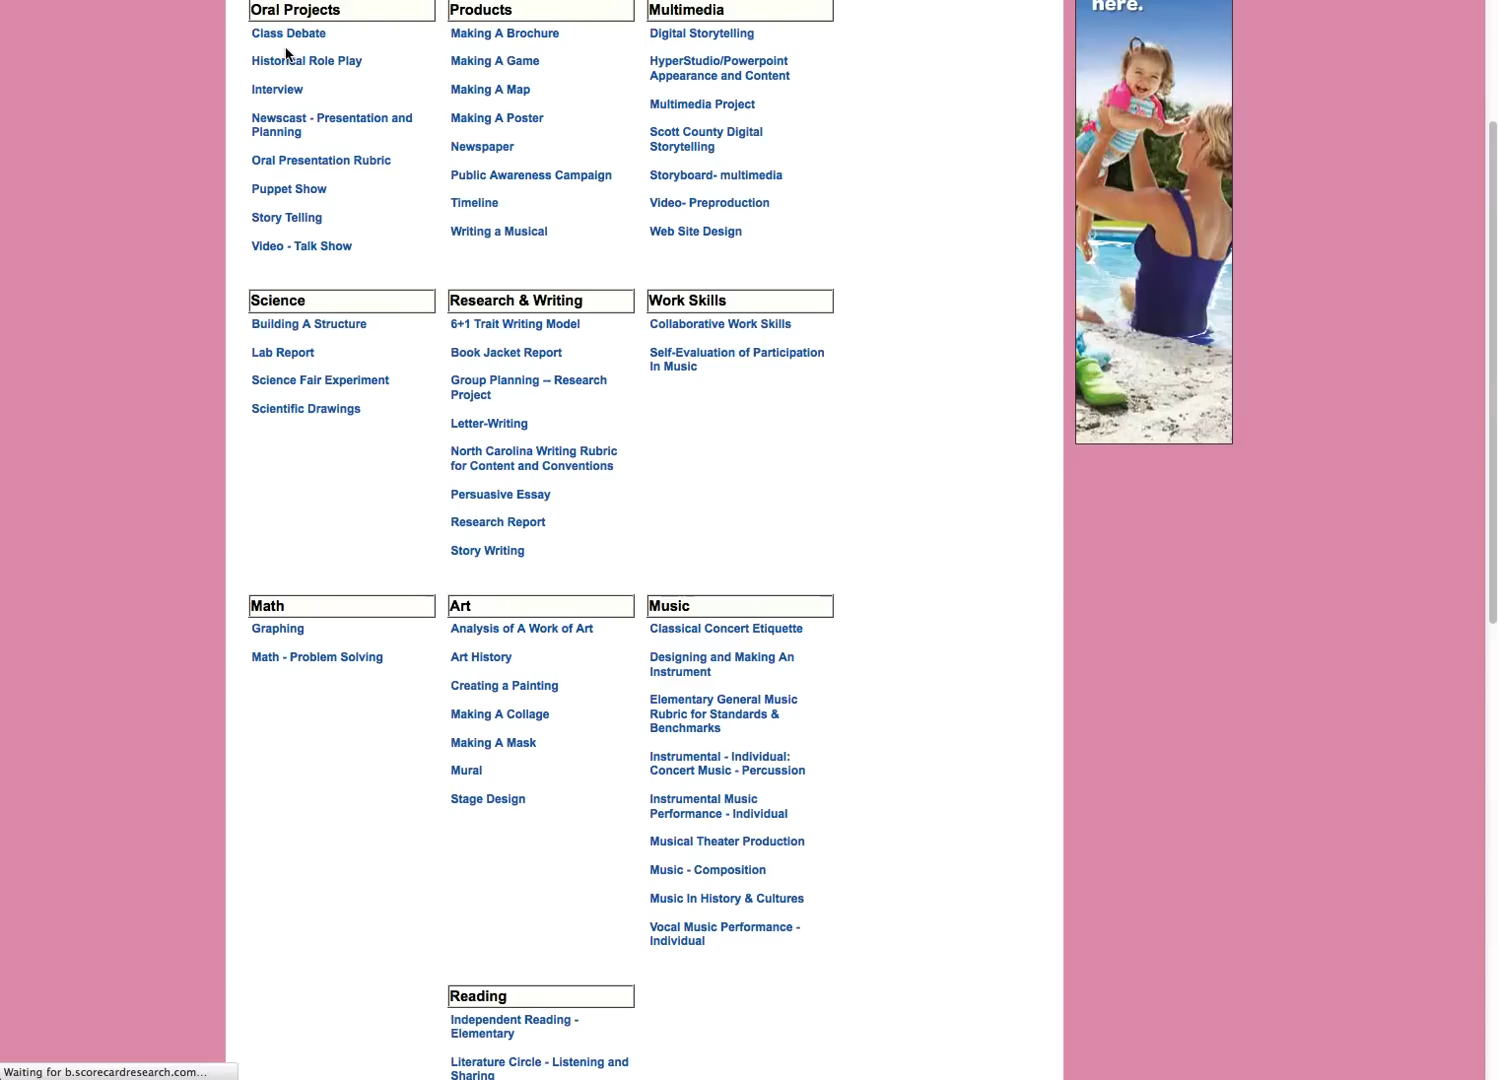 here.
Oral Projects
Class Debate
Historical Role Play
Interview
Newscast - Presentation and
Planning
Oral Presentation Rubric
Puppet Show
Story Telling
Video - Talk Show
Products
Making A Brochure
Making A Game
Making A Map
Making A Poster
Newspaper
Public Awareness Campaign
Timeline
Writing a Musical
Multimedia
Digital Storytelling
HyperStudio/Powerpoint
Appearance and Content
Multimedia Project
Scott County Digital
Storytelling
Storyboard- multimedia
Video- Preproduction
Web Site Design
Science
Building A Structure
Lab Report
Science Fair Experiment
Scientific Drawings
Research & Writing
6+1 Trait Writing Model
Book Jacket Report
Group Planning -- Research
Project
Letter-Writing
North Carolina Writing Rubric
for Content and Conventions
Persuasive Essay
Research Report
Story Writing
Work Skills
Collaborative Work Skills
Self-Evaluation of Participation
In Music
Math
Graphing
Math - Problem Solving
Art
Analysis of A Work of Art
Art History
Creating a Painting
Making A Collage
Making A Mask
Mural
Stage Design
Music
Classical Concert Etiquette
Designing and Making An
Instrument
Elementary General Music
Rubric for Standards &
Benchmarks
Instrumental - Individual:
Concert Music - Percussion
Instrumental Music
Performance - Individual
Musical Theater Production
Music - Composition
Music In History & Cultures
Vocal Music Performance -
Individual
Reading
Independent Reading -
Elementary
Literature Circle - Listening and
Sharing
Waiting for b.scorecardresearch.com...